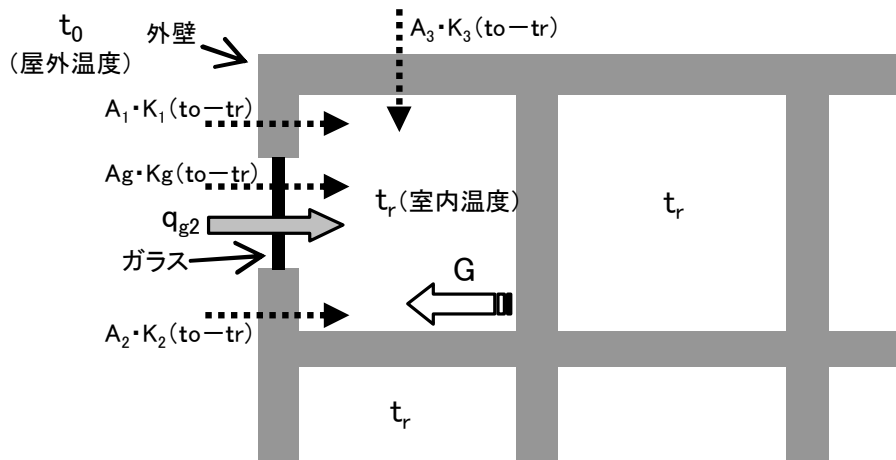 t₀
(屋外温度)
外壁
A₃・K₃(to－tr)
A₁・K₁(to－tr)
Ag・Kg(to－tr)
tᵣ(室内温度)
tᵣ
q_g2
ガラス
G
A₂・K₂(to－tr)
tᵣ